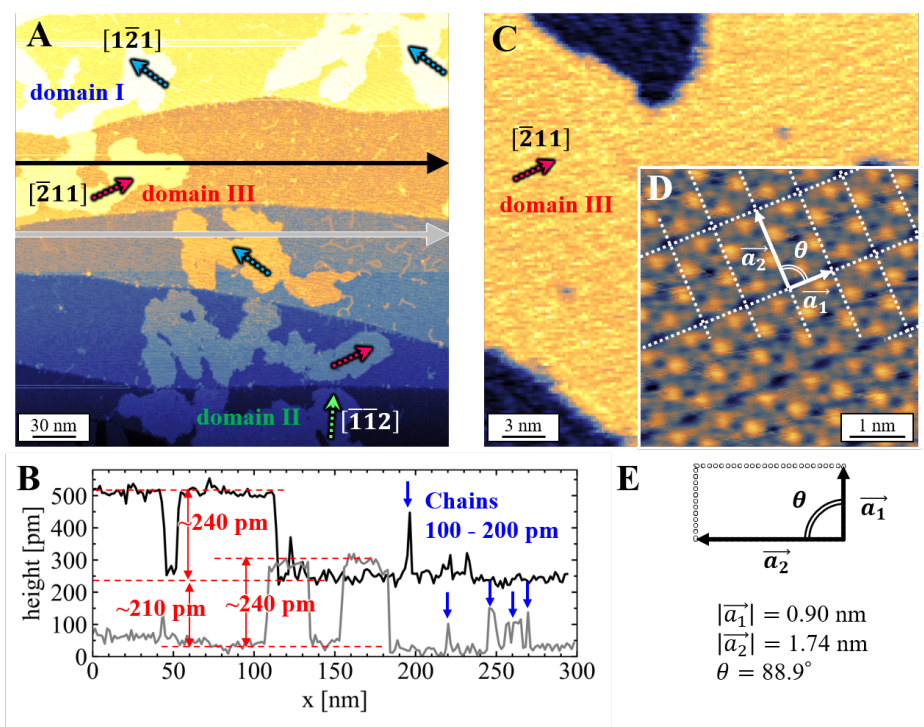 A
[12̅1]
domain I
[2̅11]
domain III
domain II
[1̅1̅2]
30 nm
C
[2̅11]
domain III
3 nm
D
a₂⃗
θ
a₁⃗
1 nm
B
height [pm]
500
400
300
200
100
0
~240 pm
~210 pm
~240 pm
Chains
100 - 200 pm
0 50 100 150 200 250 300
x [nm]
E
θ
a₁⃗
a₂⃗
|a₁⃗| = 0.90 nm
|a₂⃗| = 1.74 nm
θ = 88.9°